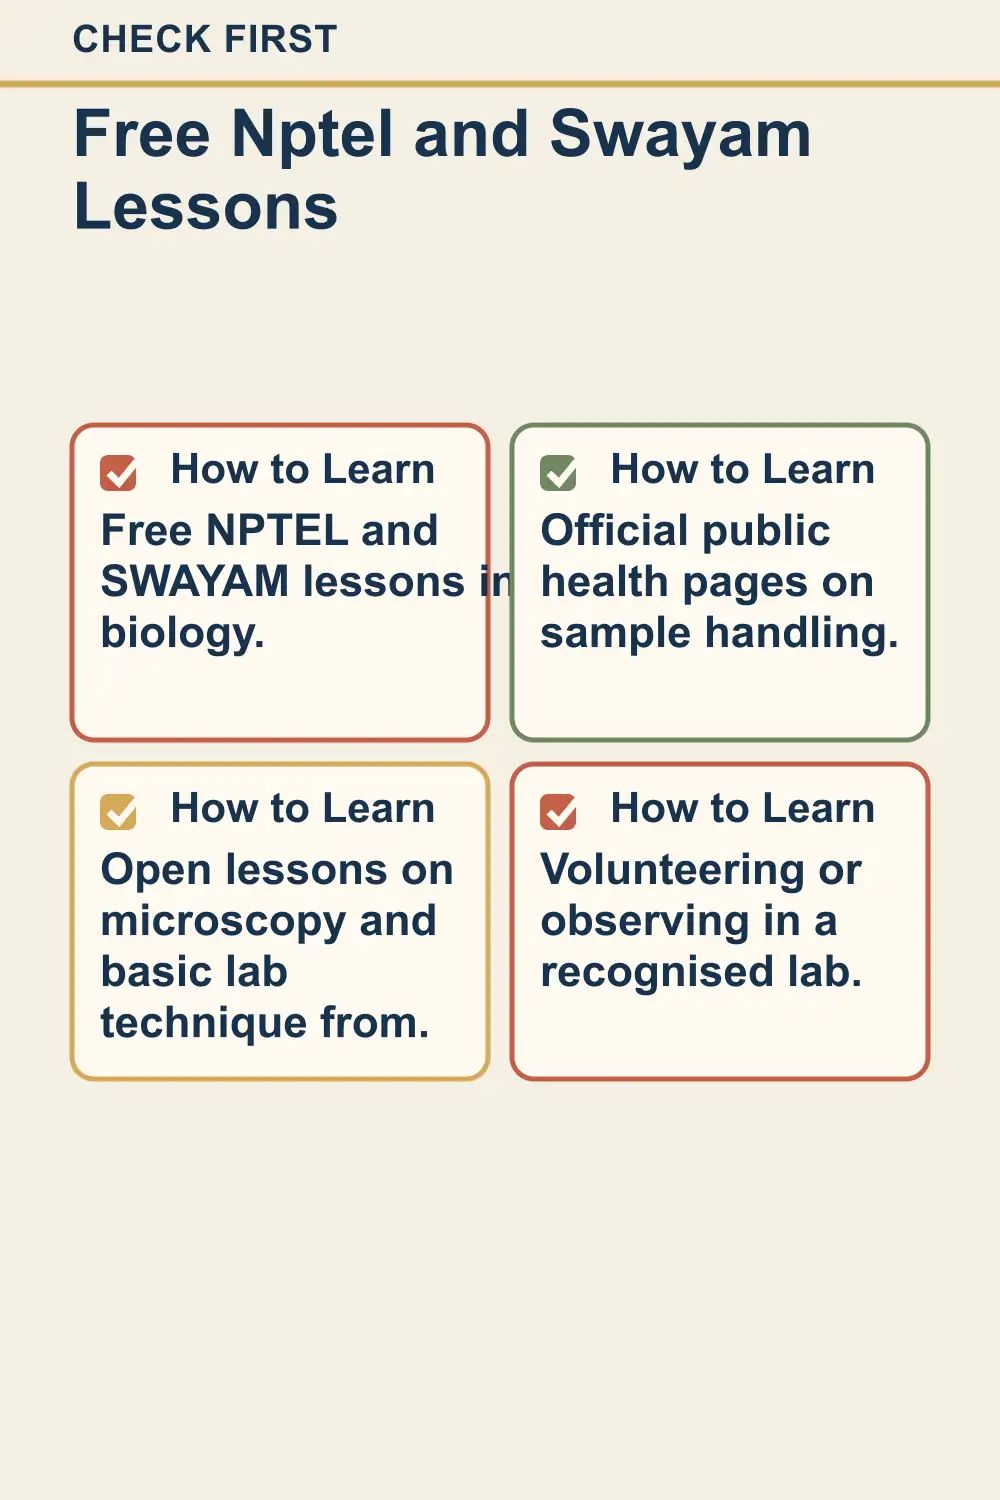 CHECK FIRST
Free Nptel and Swayam
Lessons
How to Learn
Free NPTEL and
SWAYAM lessons in
biology.
How to Learn
Official public
health pages on
sample handling.
How to Learn
Open lessons on
microscopy and
basic lab
technique from.
How to Learn
Volunteering or
observing in a
recognised lab.